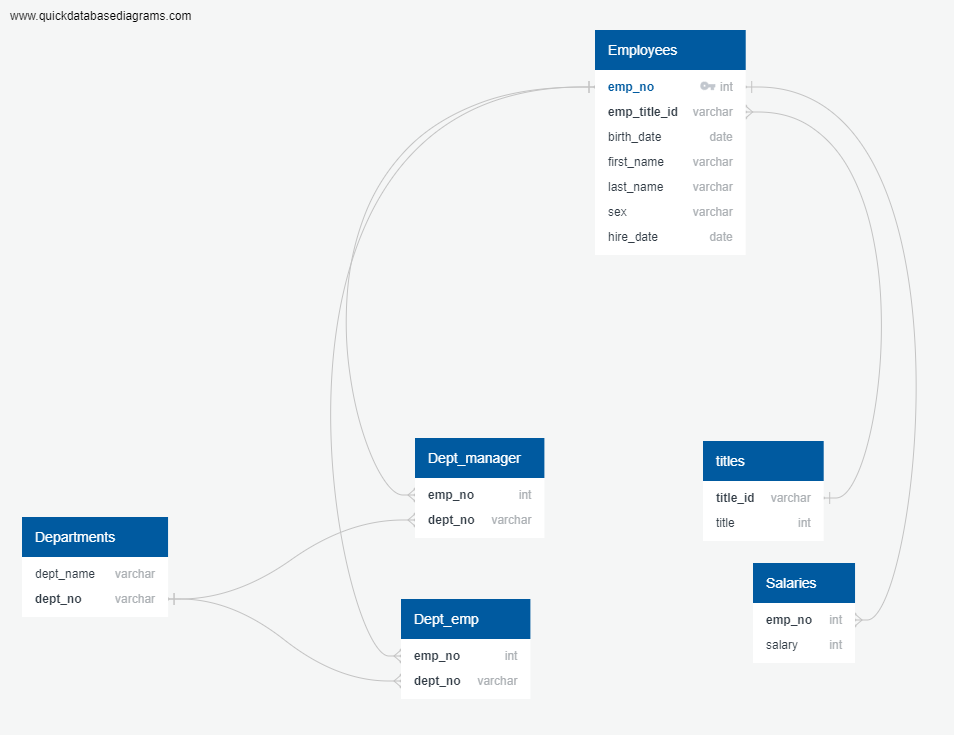 www.quickdatabasediagrams.com
Employees
emp_no int
emp_title_id varchar
birth_date date
first_name varchar
last_name varchar
sex varchar
hire_date date
Dept_manager
emp_no int
dept_no varchar
titles
title_id varchar
title int
Departments
dept_name varchar
dept_no varchar
Salaries
emp_no int
salary int
Dept_emp
emp_no int
dept_no varchar